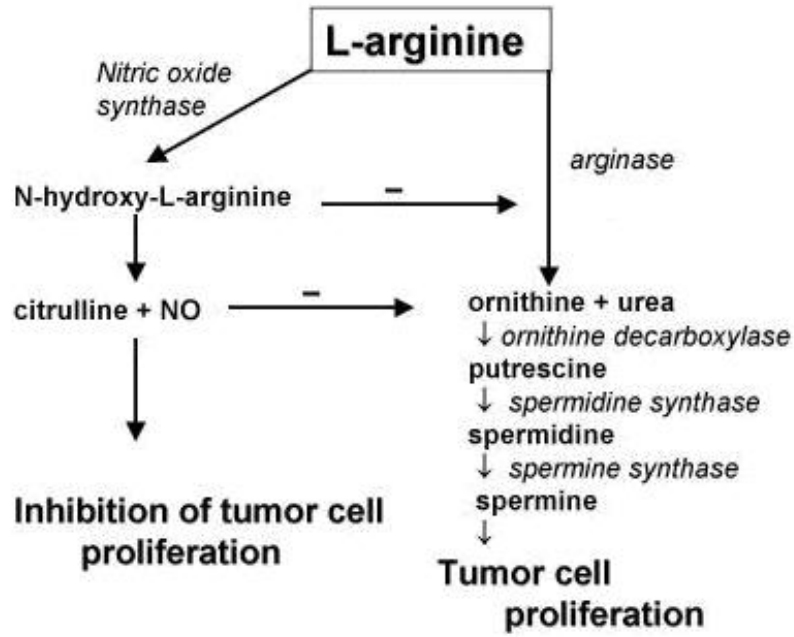 L-arginine
Nitric oxide
synthase
arginase
N-hydroxy-L-arginine
–
citrulline + NO
–
ornithine + urea
↓ ornithine decarboxylase
putrescine
↓ spermidine synthase
spermidine
↓ spermine synthase
spermine
↓
Inhibition of tumor cell
proliferation
Tumor cell
proliferation